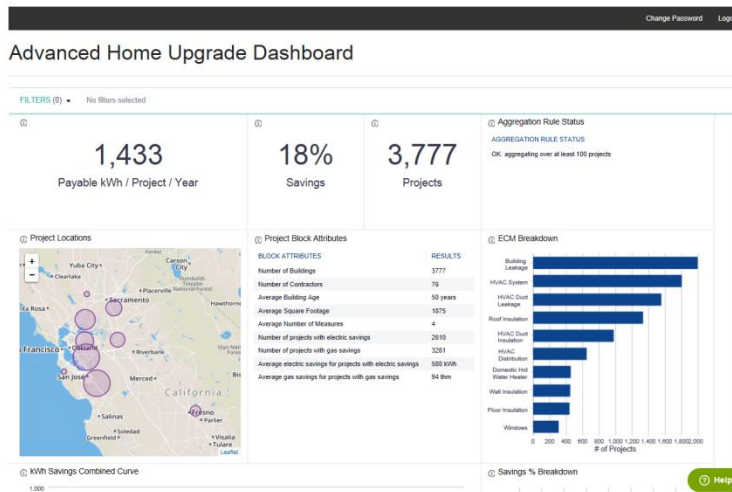 Change Password Logo
Advanced Home Upgrade Dashboard
FILTERS (0) No filters selected
1,433
Payable kWh / Project / Year
18%
Savings
3,777
Projects
Aggregation Rule Status
AGGREGATION RULE STATUS
OK: aggregating over at least 100 projects
Project Locations
+
−
Yuba City
Clearlake
Carson City
Placerville
Humboldt-Toiyabe National Forest
Sacramento
Hawthorn
ta Rosa
n Francisco
Oakland
Riverbank
San José
Merced
California
Salinas
Soledad
Greenfield
Fresno
Parlier
Visalia
Tulare
Leaflet
Project Block Attributes
BLOCK ATTRIBUTES RESULTS
Number of Buildings 3777
Number of Contractors 76
Average Building Age 50 years
Average Square Footage 1875
Average Number of Measures 4
Number of projects with electric savings 2610
Number of projects with gas savings 3281
Average electric savings for projects with electric savings 580 kWh
Average gas savings for projects with gas savings 94 thm
ECM Breakdown
Building
Leakage
HVAC System
HVAC Duct
Leakage
Roof Insulation
HVAC Duct
Insulation
HVAC
Distribution
Domestic Hot
Water Heater
Wall Insulation
Floor Insulation
Windows
0 200 400 600 800 1,000 1,200 1,400 1,600 1,800 2,000
# of Projects
kWh Savings Combined Curve
1,000
Savings % Breakdown
Help